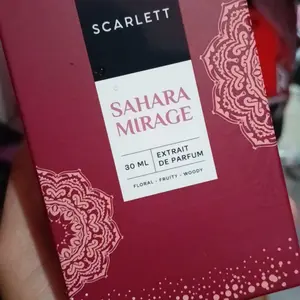 SCARLETT
SAHARA
MIRAGE
30 ML
EXTRAIT
DE PARFUM
FLORAL - FRUITY - WOODY